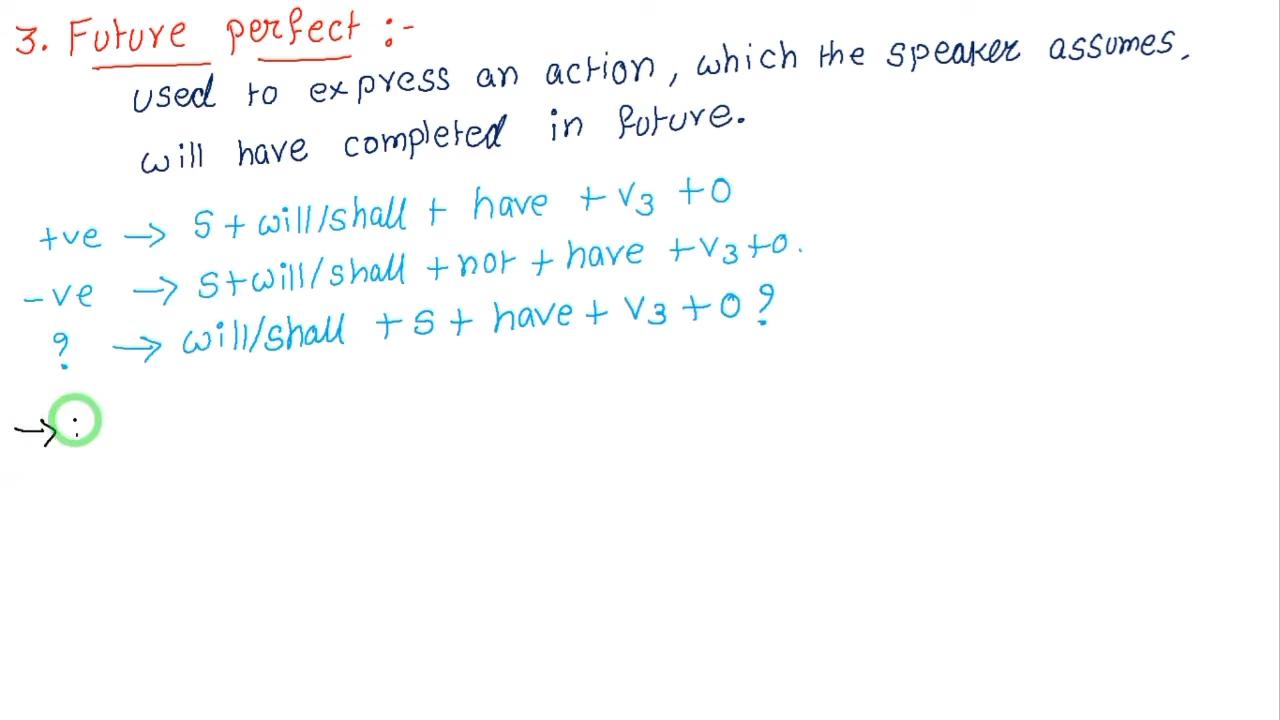 3. Future perfect :-
used to express an action, which the speaker assumes,
will have completed in future.
+ve → S + will/shall + have + V3 + O
-ve → S+will/shall + not + have + V3 + O.
? → will/shall + S + have + V3 + O ?
→